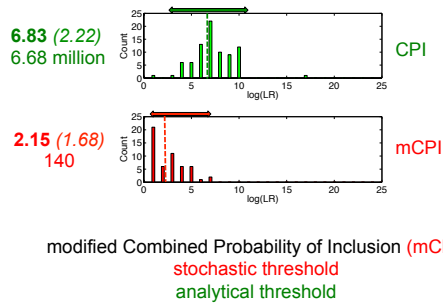 25
20
15
10
5
0
Count
0 5 10 15 20 25
log(LR)
6.83 (2.22)
6.68 million
CPI
25
20
15
10
5
0
Count
0 5 10 15 20 25
log(LR)
2.15 (1.68)
140
mCPI
modified Combined Probability of Inclusion (mC
stochastic threshold
analytical threshold